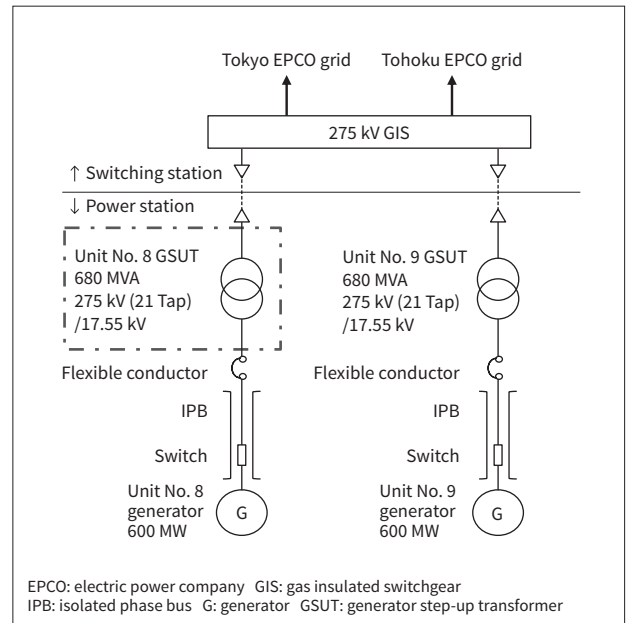 Tokyo EPCO grid
Tohoku EPCO grid
275 kV GIS
↑ Switching station
↓ Power station
Unit No. 8 GSUT
680 MVA
275 kV (21 Tap)
/17.55 kV
Unit No. 9 GSUT
680 MVA
275 kV (21 Tap)
/17.55 kV
Flexible conductor
Flexible conductor
IPB
IPB
Switch
Switch
Unit No. 8
generator
600 MW
G
Unit No. 9
generator
600 MW
G
EPCO: electric power company GIS: gas insulated switchgear
IPB: isolated phase bus G: generator GSUT: generator step-up transformer